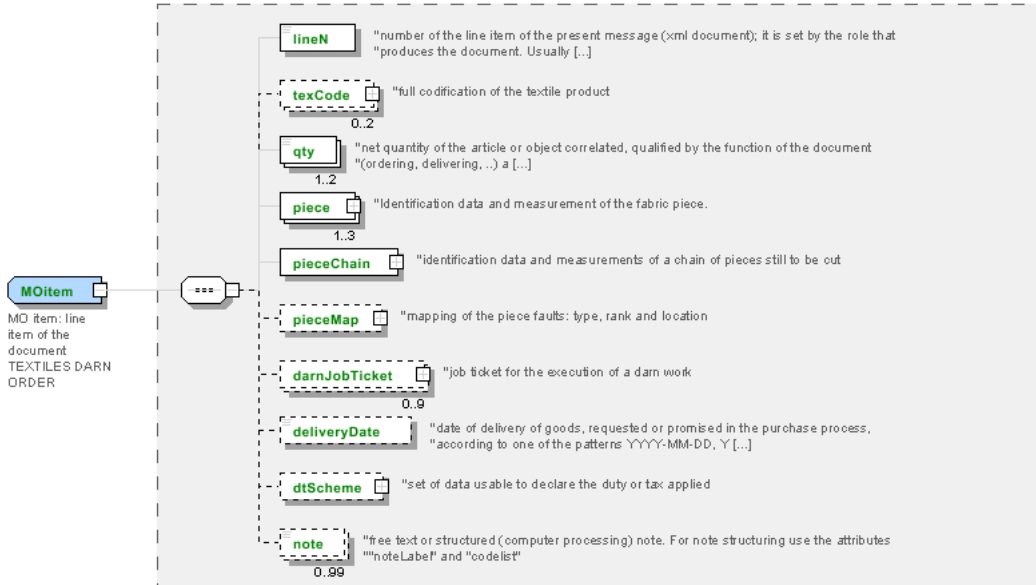 lineN
"number of the line item of the present message (xml document); it is set by the role that
"produces the document. Usually [...]
texCode
"full codification of the textile product
0..2
qty
"net quantity of the article or object correlated, qualified by the function of the document
"(ordering, delivering, ..) a [...]
1..2
piece
"Identification data and measurement of the fabric piece.
1..3
pieceChain
"identification data and measurements of a chain of pieces still to be cut
MOitem
MO item: line
item of the
document
TEXTILES DARN
ORDER
pieceMap
"mapping of the piece faults: type, rank and location
darnJobTicket
"job ticket for the execution of a darn work
0..9
deliveryDate
"date of delivery of goods, requested or promised in the purchase process,
"according to one of the patterns YYYY-MM-DD, Y [...]
dtScheme
"set of data usable to declare the duty or tax applied
note
"free text or structured (computer processing) note. For note structuring use the attributes
""noteLabel" and "codelist"
0..99